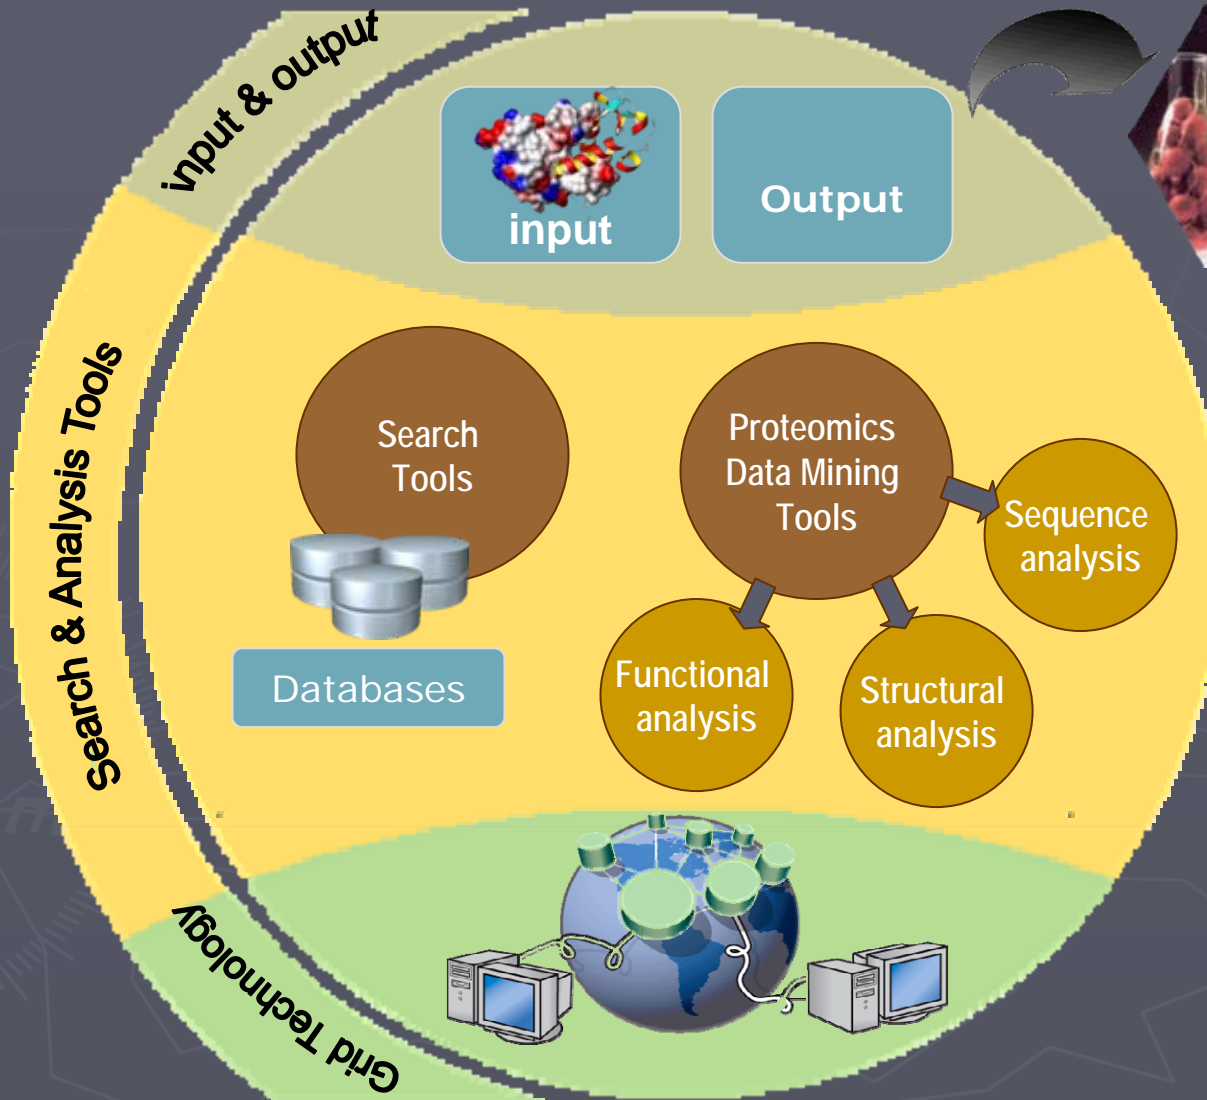 input & output
input
Output
Search & Analysis Tools
Search
Tools
Proteomics
Data Mining
Tools
Sequence
analysis
Databases
Functional
analysis
Structural
analysis
Grid Technology